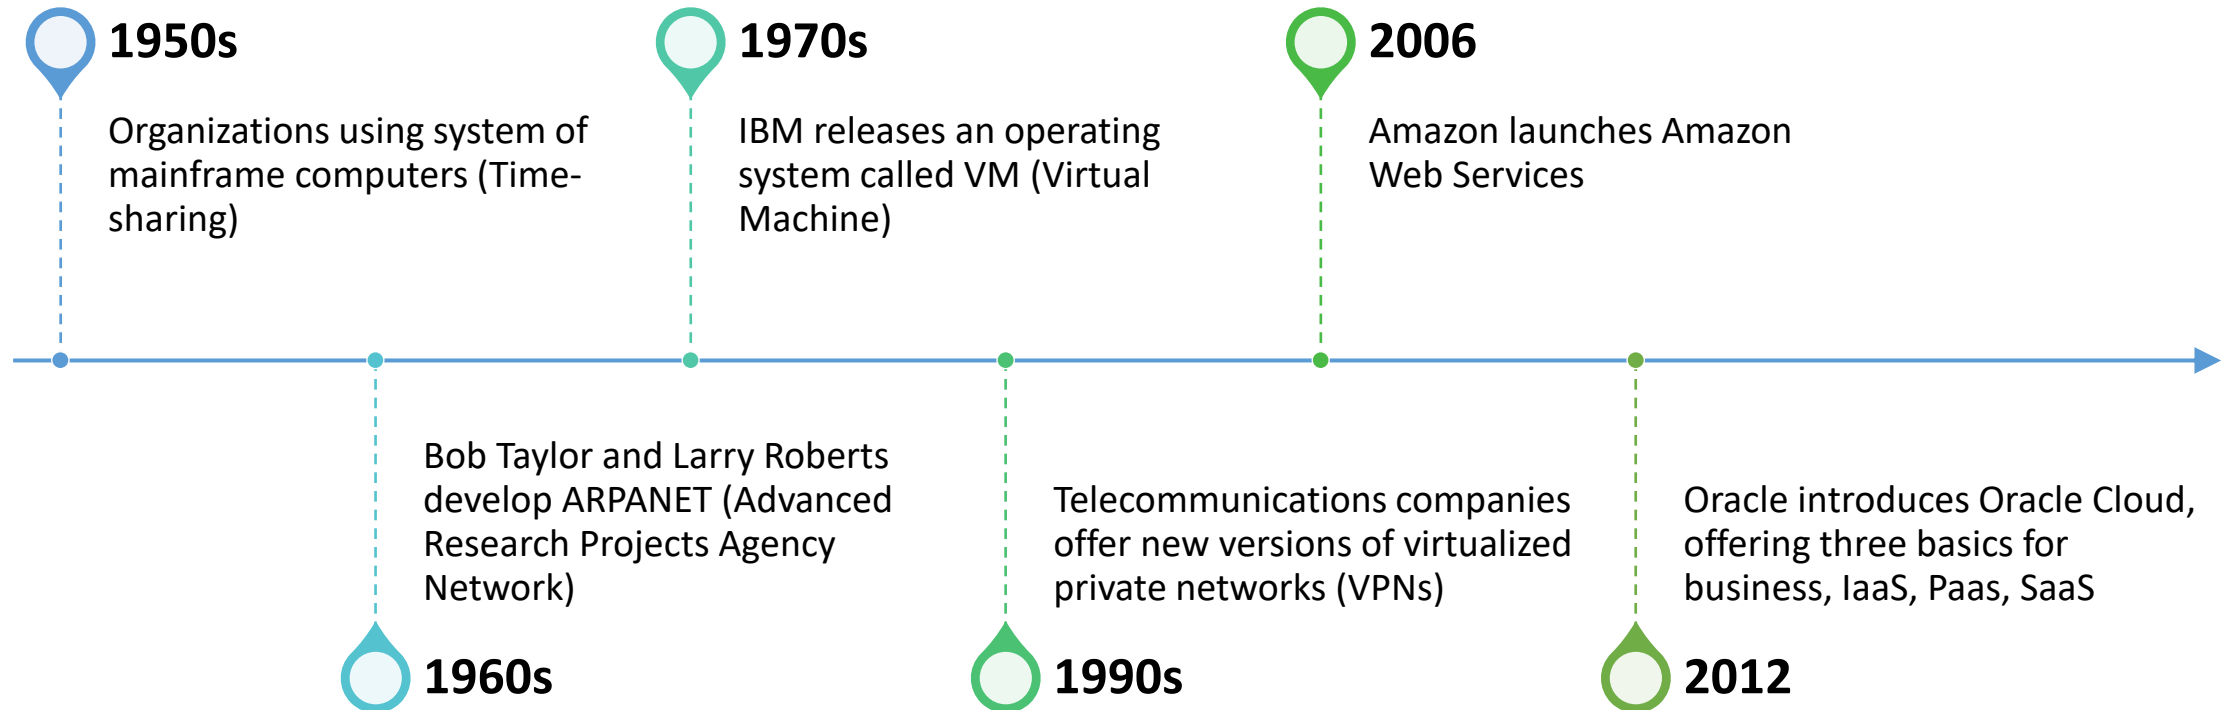 1950s
Organizations using system of
mainframe computers (Time-
sharing)
1970s
IBM releases an operating
system called VM (Virtual
Machine)
2006
Amazon launches Amazon
Web Services
Bob Taylor and Larry Roberts
develop ARPANET (Advanced
Research Projects Agency
Network)
1960s
Telecommunications companies
offer new versions of virtualized
private networks (VPNs)
1990s
Oracle introduces Oracle Cloud,
offering three basics for
business, IaaS, Paas, SaaS
2012